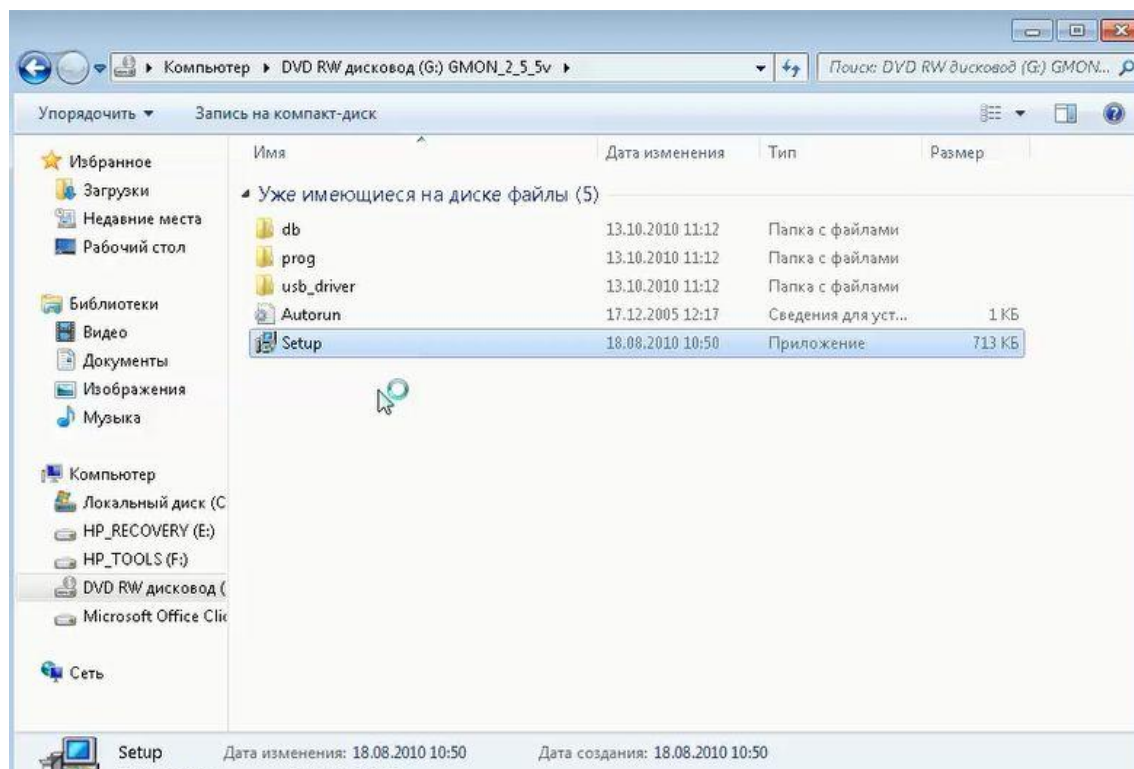 Компьютер ▸ DVD RW дисковод (G:) GMON_2_5_5v ▸
Поиск: DVD RW дисковод (G:) GMON...
Упорядочить ▾ Запись на компакт-диск
Имя Дата изменения Тип Размер
Уже имеющиеся на диске файлы (5)
db 13.10.2010 11:12 Папка с файлами
prog 13.10.2010 11:12 Папка с файлами
usb_driver 13.10.2010 11:12 Папка с файлами
Autorun 17.12.2005 12:17 Сведения для уст... 1 КБ
Setup 18.08.2010 10:50 Приложение 713 КБ
Избранное
Загрузки
Недавние места
Рабочий стол
Библиотеки
Видео
Документы
Изображения
Музыка
Компьютер
Локальный диск (C
HP_RECOVERY (E:)
HP_TOOLS (F:)
DVD RW дисковод (
Microsoft Office Clic
Сеть
Setup Дата изменения: 18.08.2010 10:50 Дата создания: 18.08.2010 10:50